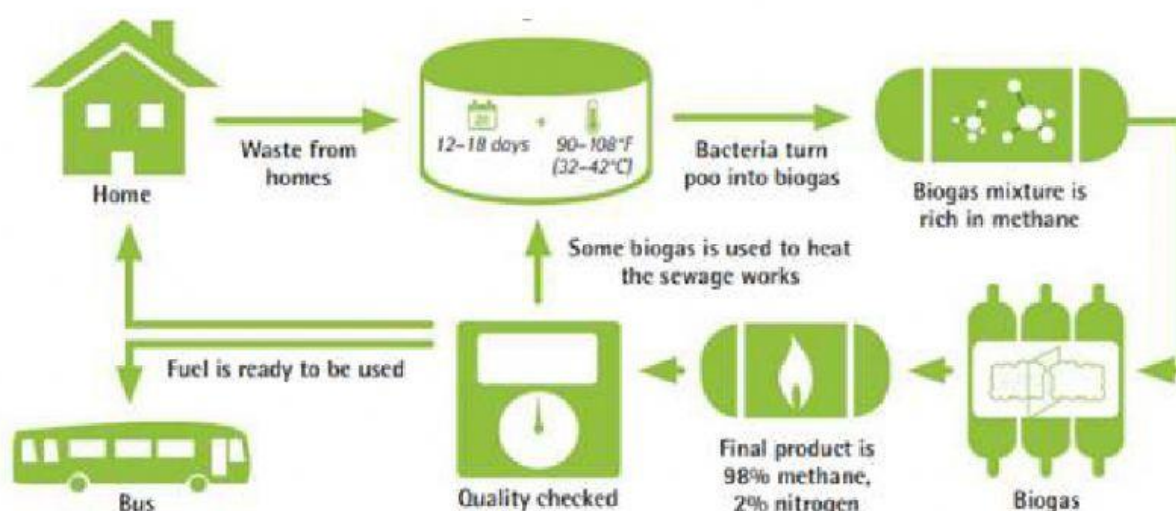 Home
Waste from
homes
20
12–18 days + 90–108°F
(32–42°C)
Bacteria turn
poo into biogas
Biogas mixture is
rich in methane
Some biogas is used to heat
the sewage works
Fuel is ready to be used
Bus
Quality checked
Final product is
98% methane,
2% nitrogen
Biogas